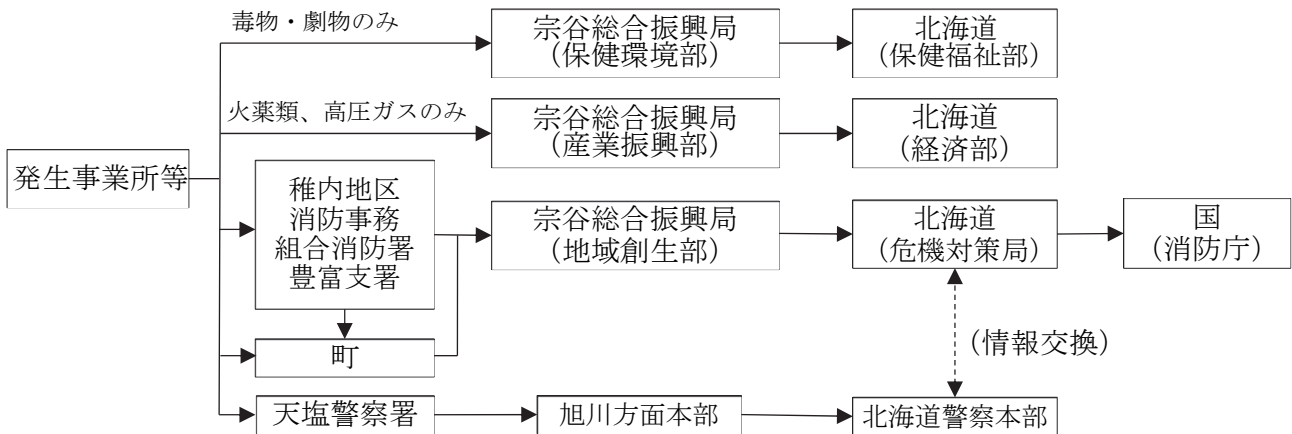 毒物・劇物のみ
宗谷総合振興局
（保健環境部）
北海道
（保健福祉部）
火薬類、高圧ガスのみ
宗谷総合振興局
（産業振興部）
北海道
（経済部）
発生事業所等
稚内地区
消防事務
組合消防署
豊富支署
宗谷総合振興局
（地域創生部）
北海道
（危機対策局）
国
（消防庁）
町
（情報交換）
天塩警察署
旭川方面本部
北海道警察本部